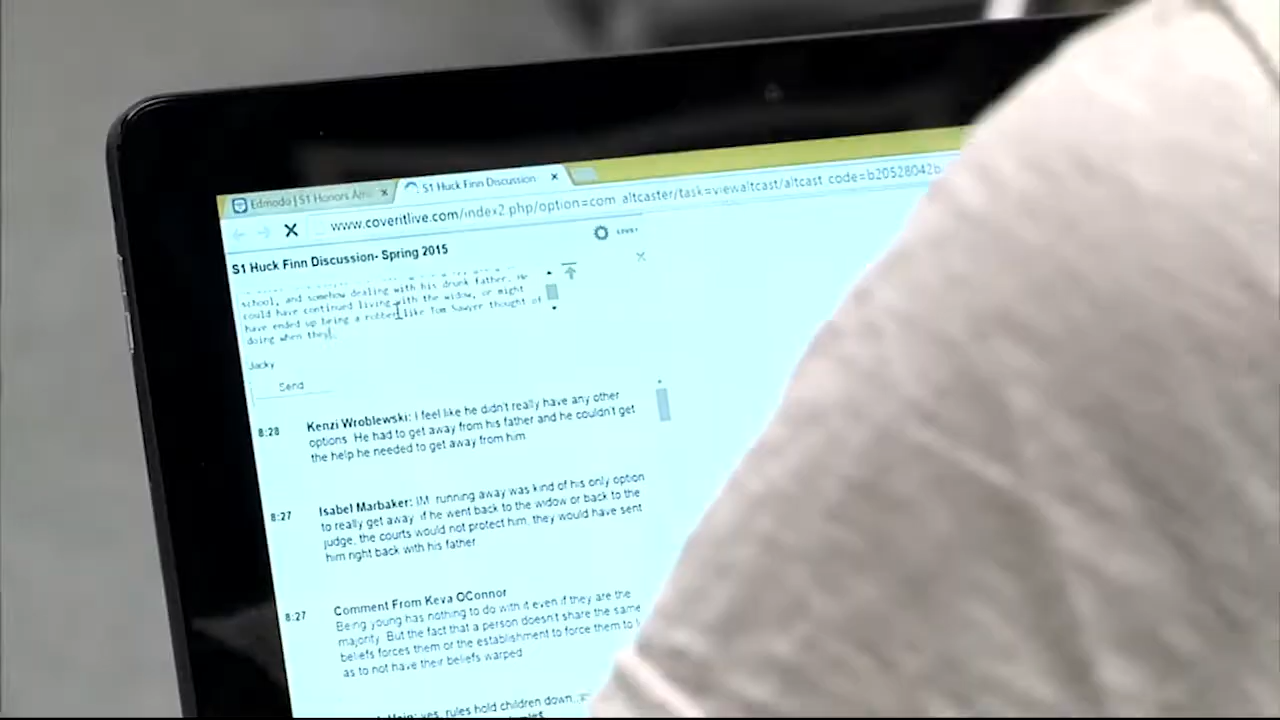 Edmodo | S1 Honors Am
S1 Huck Finn Discussion
www.coveritlive.com/index2.php/option=com_altcaster/task=viewaltcast/altcast_code=b20528042b
S1 Huck Finn Discussion- Spring 2015
school, and somehow dealing with his drunk father. He
could have continued living with the widow, or might
have ended up being a robber like Tom Sawyer thought of
doing when they
Jacky
Send
8:28 Kenzi Wroblewski: I feel like he didn't really have any other
options. He had to get away from his father and he couldn't get
the help he needed to get away from him.
8:27 Isabel Marbaker: IM running away was kind of his only option
to really get away. if he went back to the widow or back to the
judge, the courts would not protect him, they would have sent
him right back with his father
8:27 Comment From Keva OConnor
Being young has nothing to do with it even if they are the
majority. But the fact that a person doesn't share the same
beliefs forces them or the establishment to force them to
as to not have their beliefs warped
yes, rules hold children down